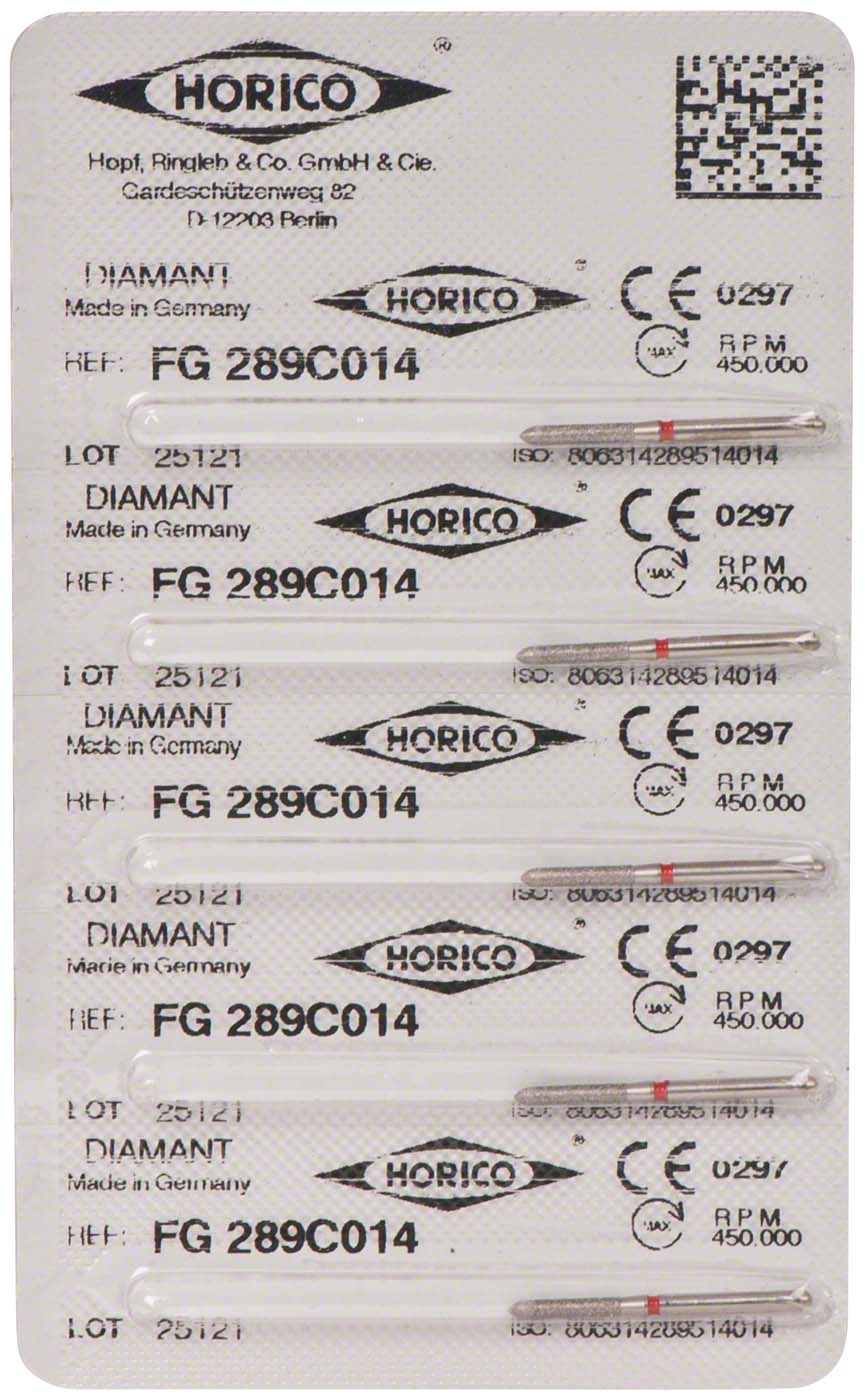 HORICO ®
Hopf, Ringleb & Co. GmbH & Cie.
Gardeschützenweg 82
D-12203 Berlin
DIAMANT
Made in Germany
HORICO ®
CE 0297
REF: FG 289C014
MAX
RPM
450.000
LOT 25121
ISO: 806314289514014
DIAMANT
Made in Germany
HORICO ®
CE 0297
REF: FG 289C014
MAX
RPM
450.000
LOT 25121
ISO: 806314289514014
DIAMANT
Made in Germany
HORICO ®
CE 0297
REF: FG 289C014
MAX
RPM
450.000
LOT 25121
ISO: 806314289514014
DIAMANT
Made in Germany
HORICO ®
CE 0297
REF: FG 289C014
MAX
RPM
450.000
LOT 25121
ISO: 806314289514014
DIAMANT
Made in Germany
HORICO ®
CE 0297
REF: FG 289C014
MAX
RPM
450.000
LOT 25121
ISO: 806314289514014